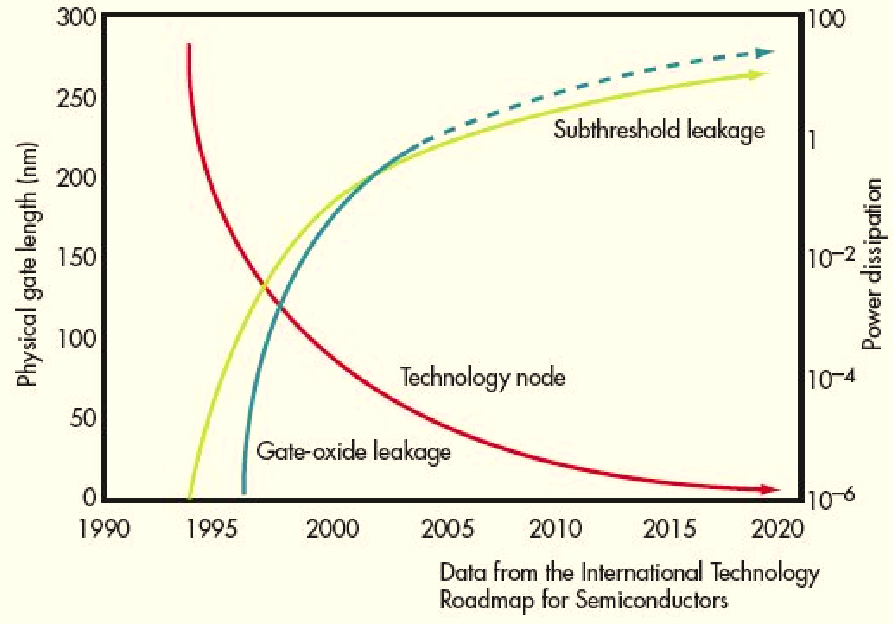 300
250
200
150
100
50
0
Physical gate length (nm)
100
1
10−2
10−4
10−6
Power dissipation
Subthreshold leakage
Technology node
Gate-oxide leakage
1990 1995 2000 2005 2010 2015 2020
Data from the International Technology
Roadmap for Semiconductors